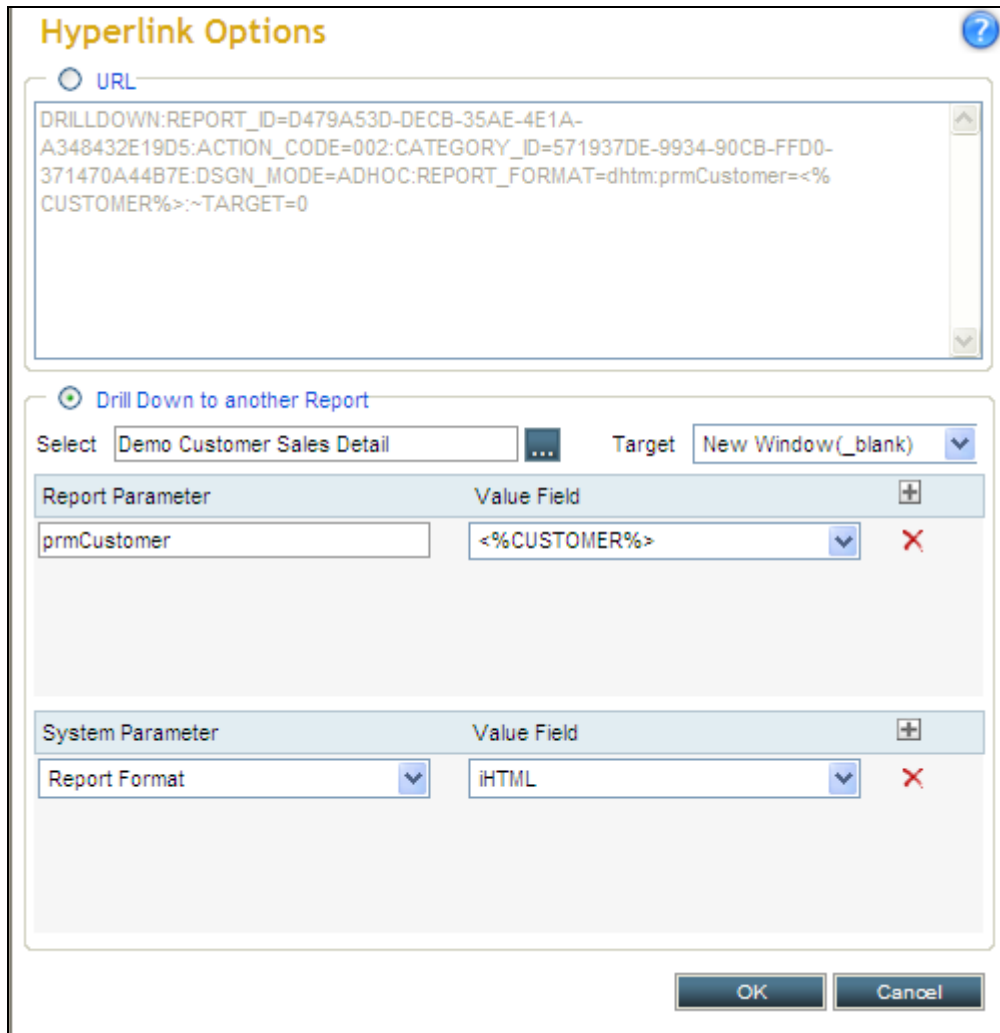 Hyperlink Options
?
URL
DRILLDOWN:REPORT_ID=D479A53D-DECB-35AE-4E1A-
A348432E19D5:ACTION_CODE=002:CATEGORY_ID=571937DE-9934-90CB-FFD0-
371470A44B7E:DSGN_MODE=ADHOC:REPORT_FORMAT=dhtm:prmCustomer=<%
CUSTOMER%>:~TARGET=0
Drill Down to another Report
Select Demo Customer Sales Detail ... Target New Window(_blank)
Report Parameter Value Field
prmCustomer <%CUSTOMER%>
System Parameter Value Field
Report Format iHTML
OK Cancel